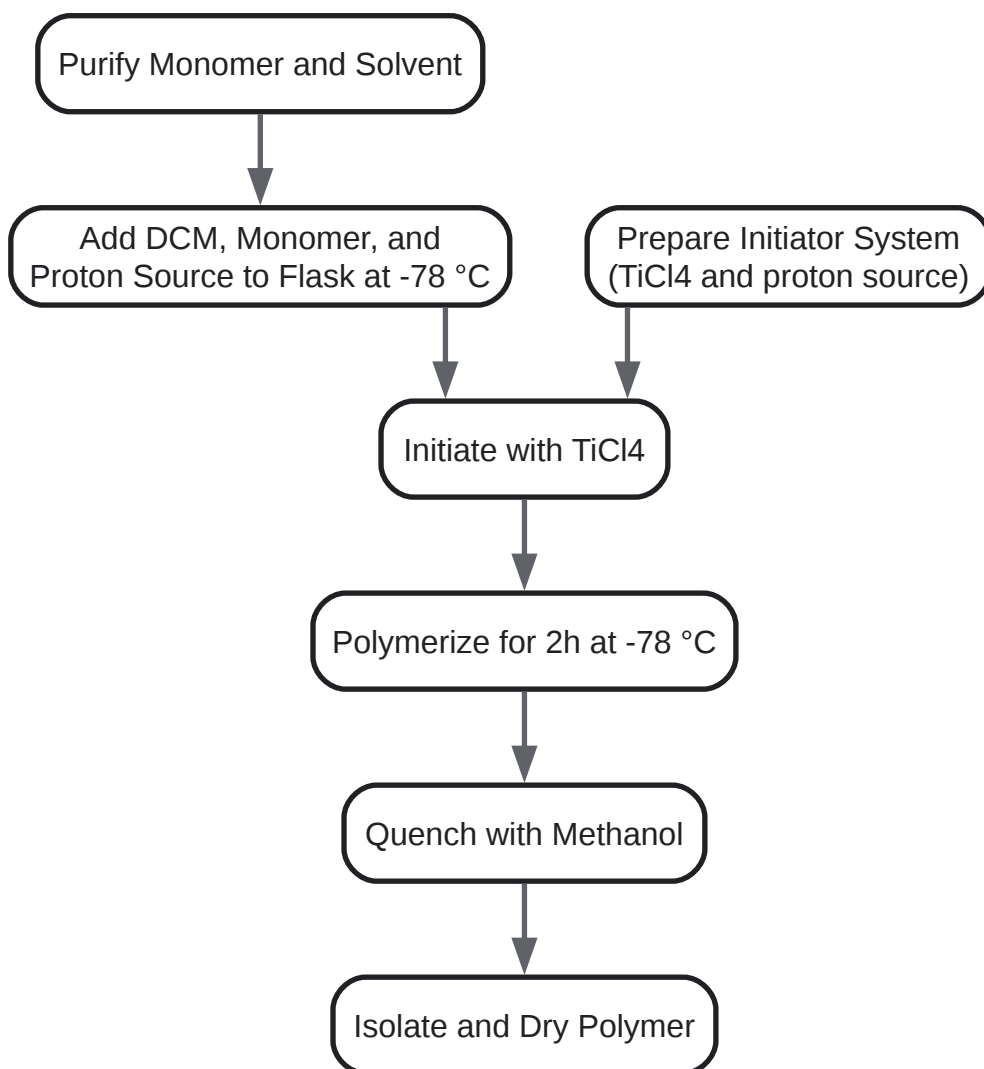 Purify Monomer and Solvent
Add DCM, Monomer, and
Proton Source to Flask at -78 °C
Prepare Initiator System
(TiCl4 and proton source)
Initiate with TiCl4
Polymerize for 2h at -78 °C
Quench with Methanol
Isolate and Dry Polymer